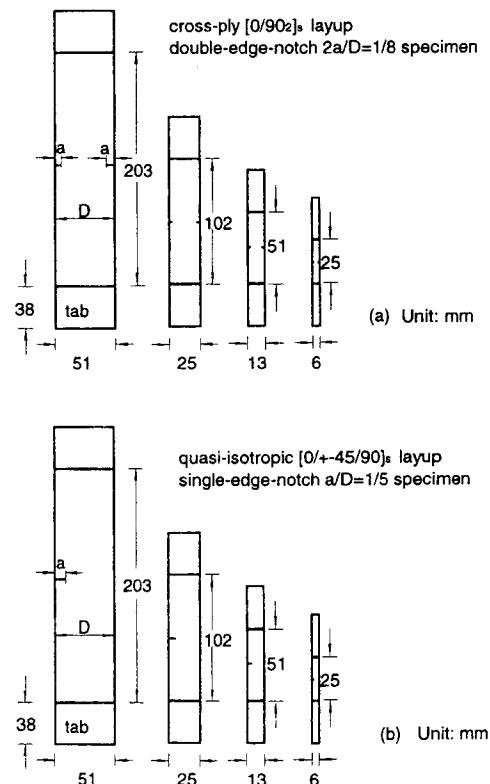 cross-ply [0/90₂]s layup
double-edge-notch 2a/D=1/8 specimen
a a
203
D
102
51
25
38 tab
(a) Unit: mm
51 25 13 6
quasi-isotropic [0/+-45/90]s layup
single-edge-notch a/D=1/5 specimen
a
203
D
102
51
25
38 tab
(b) Unit: mm
51 25 13 6